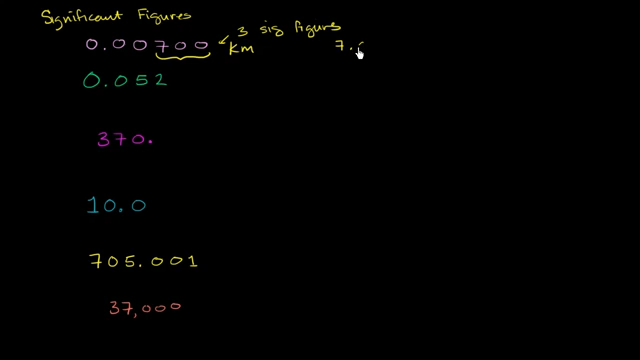 Significant Figures
3 sig figures
0.00700 km 7.
0.052
370.
10.0
705.001
37,000